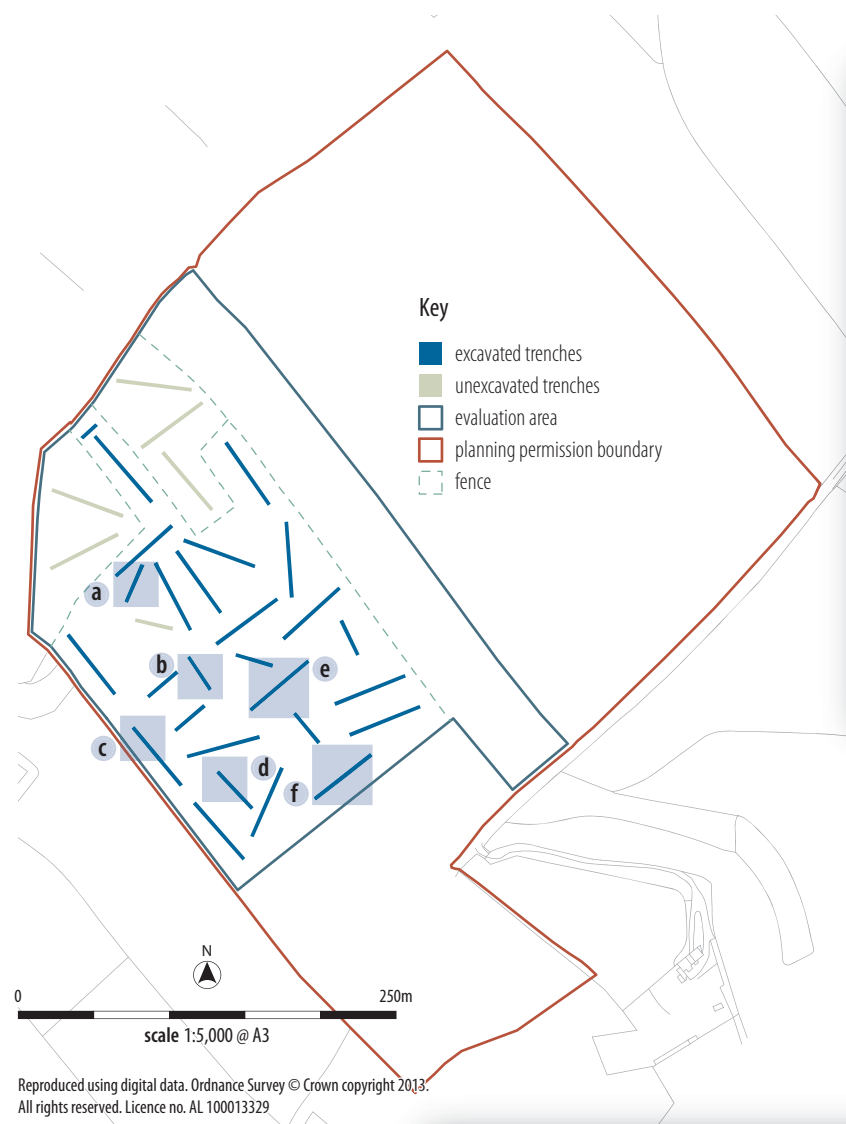 Key
excavated trenches
unexcavated trenches
evaluation area
planning permission boundary
fence
a
b
e
c
d
f
N
0 250m
scale 1:5,000 @ A3
Reproduced using digital data. Ordnance Survey © Crown copyright 2013.
All rights reserved. Licence no. AL 100013329